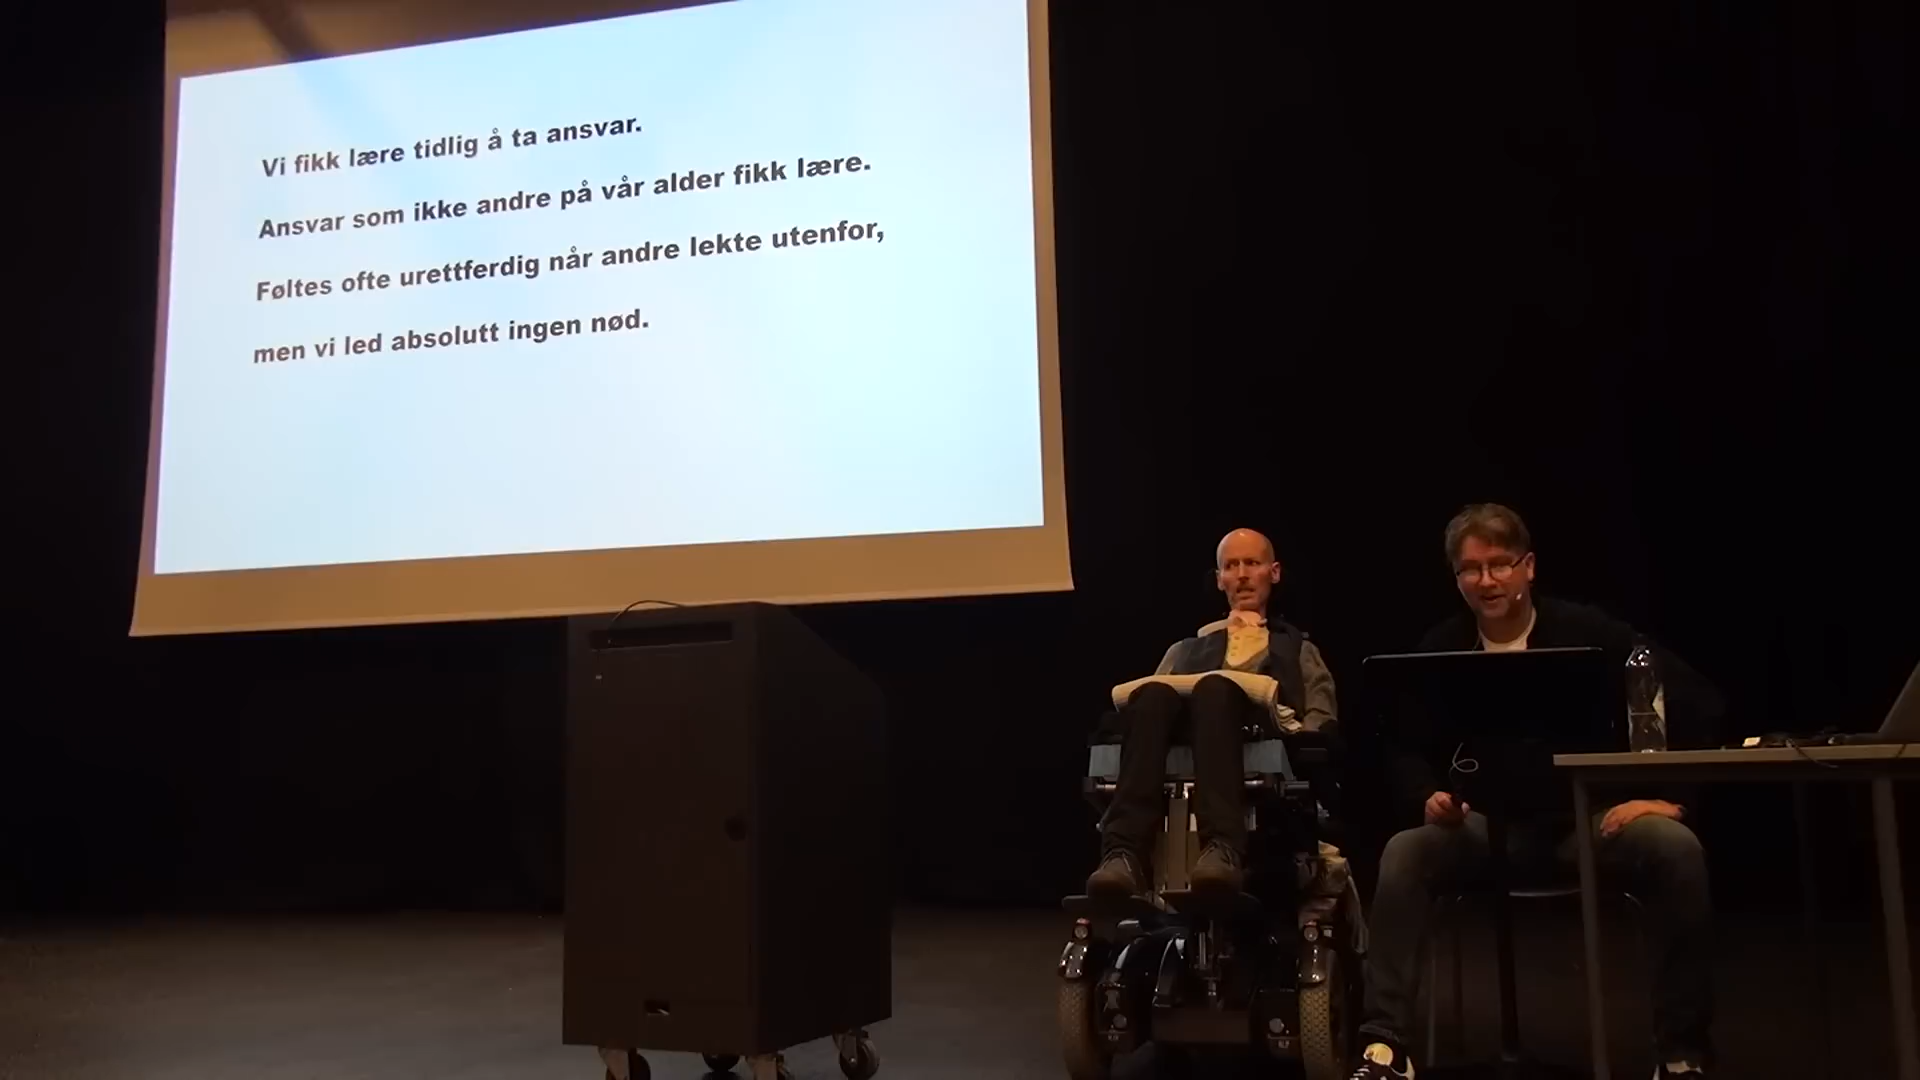 Vi fikk lære tidlig å ta ansvar.
Ansvar som ikke andre på vår alder fikk lære.
Føltes ofte urettferdig når andre lekte utenfor,
men vi led absolutt ingen nød.